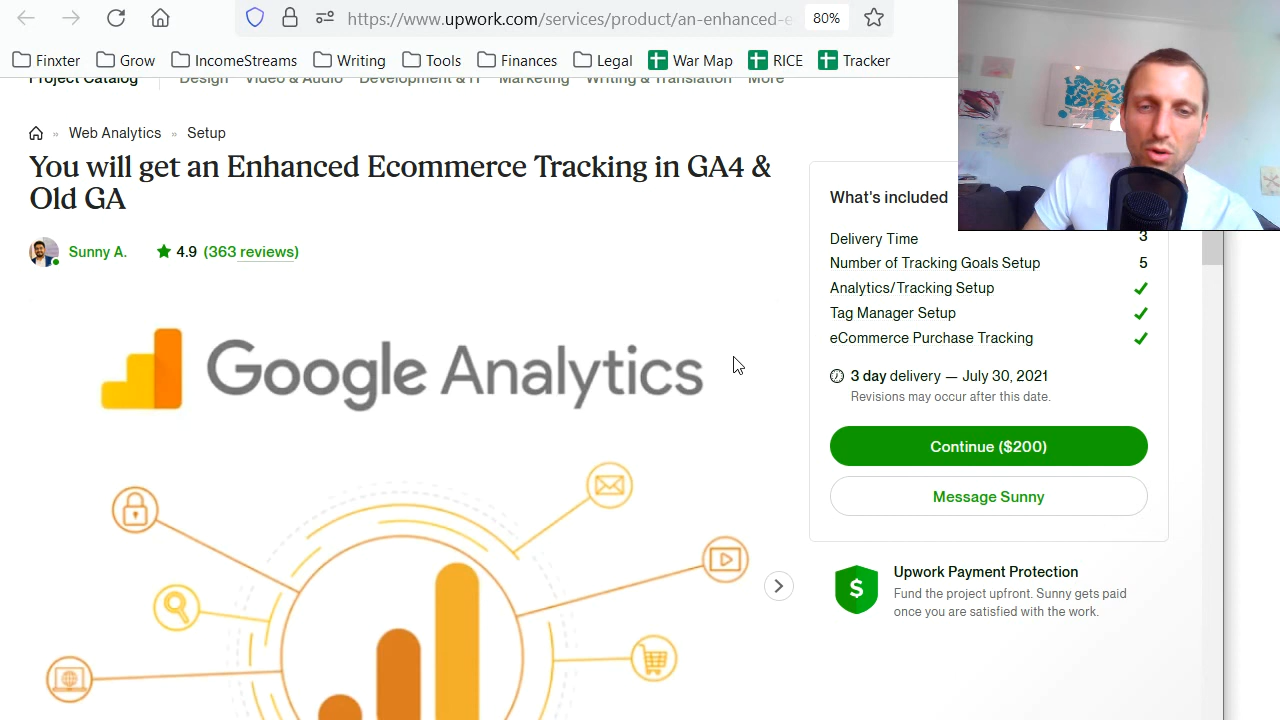 https://www.upwork.com/services/product/an-enhanced-e
80%
Finxter
Grow
IncomeStreams
Writing
Tools
Finances
Legal
War Map
RICE
Tracker
Project Catalog
Design
Video & Audio
Development & IT
Marketing
Writing & Translation
More
Web Analytics » Setup
You will get an Enhanced Ecommerce Tracking in GA4 &
Old GA
Sunny A.
4.9 (363 reviews)
Google Analytics
What's included
Delivery Time 3
Number of Tracking Goals Setup 5
Analytics/Tracking Setup
Tag Manager Setup
eCommerce Purchase Tracking
3 day delivery — July 30, 2021
Revisions may occur after this date.
Continue ($200)
Message Sunny
$
Upwork Payment Protection
Fund the project upfront. Sunny gets paid
once you are satisfied with the work.